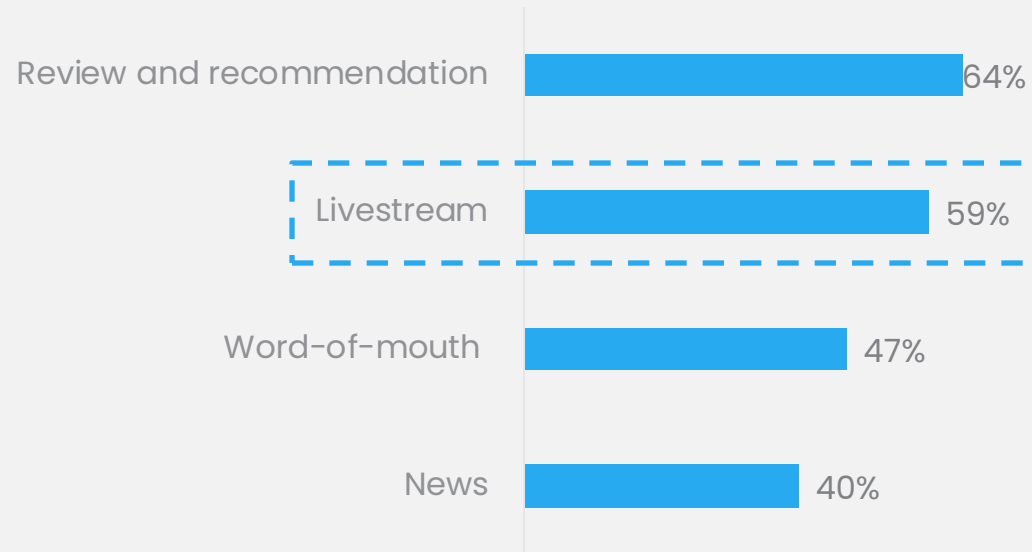 Review and recommendation 64%
Livestream 59%
Word-of-mouth 47%
News 40%